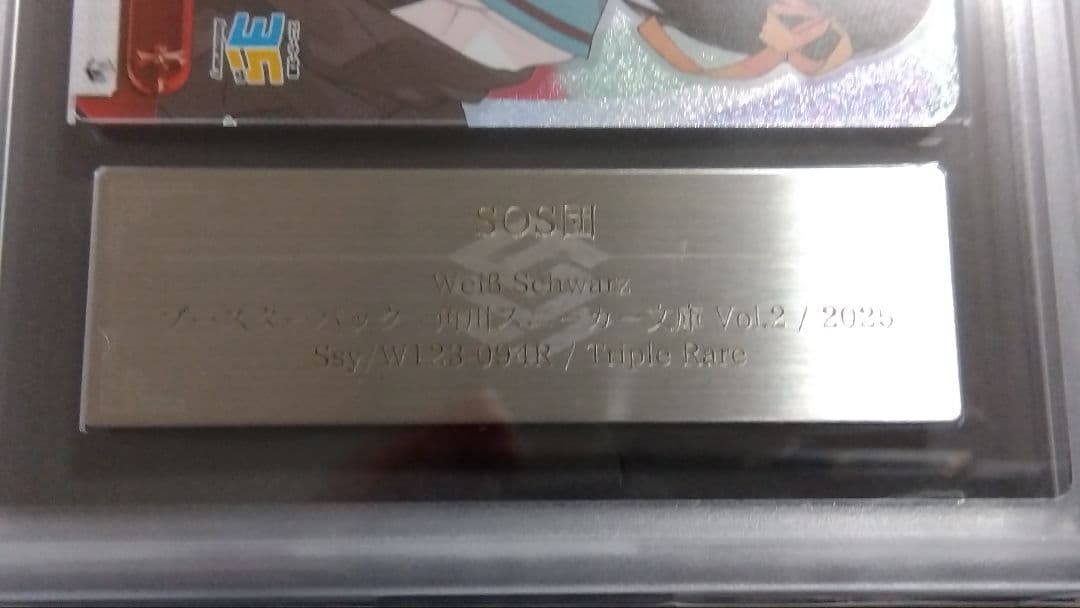 SE
SOS団
Weiß Schwarz
ブースターパック 角川スニーカー文庫 Vol.2 / 2025
Ssy/W123-094R / Triple Rare